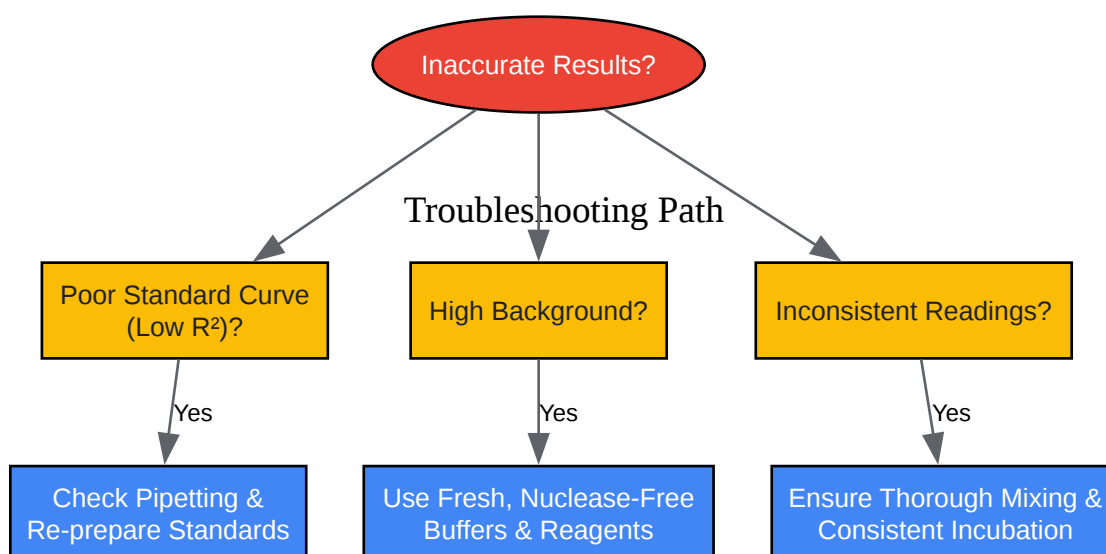 Inaccurate Results?
Troubleshooting Path
Poor Standard Curve
(Low R²)?
High Background?
Inconsistent Readings?
Yes
Yes
Yes
Check Pipetting &
Re-prepare Standards
Use Fresh, Nuclease-Free
Buffers & Reagents
Ensure Thorough Mixing &
Consistent Incubation